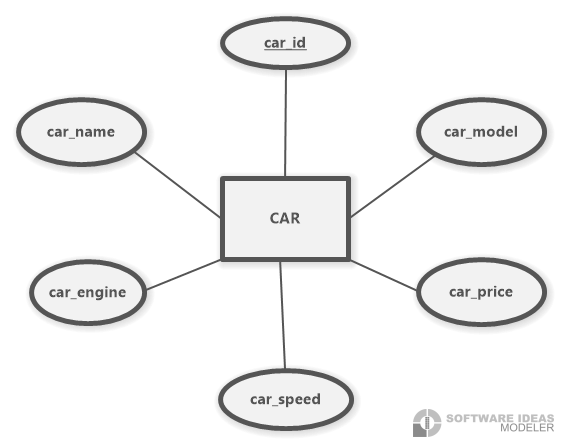 car_id
car_name
car_model
CAR
car_engine
car_price
car_speed
SOFTWARE IDEAS
MODELER